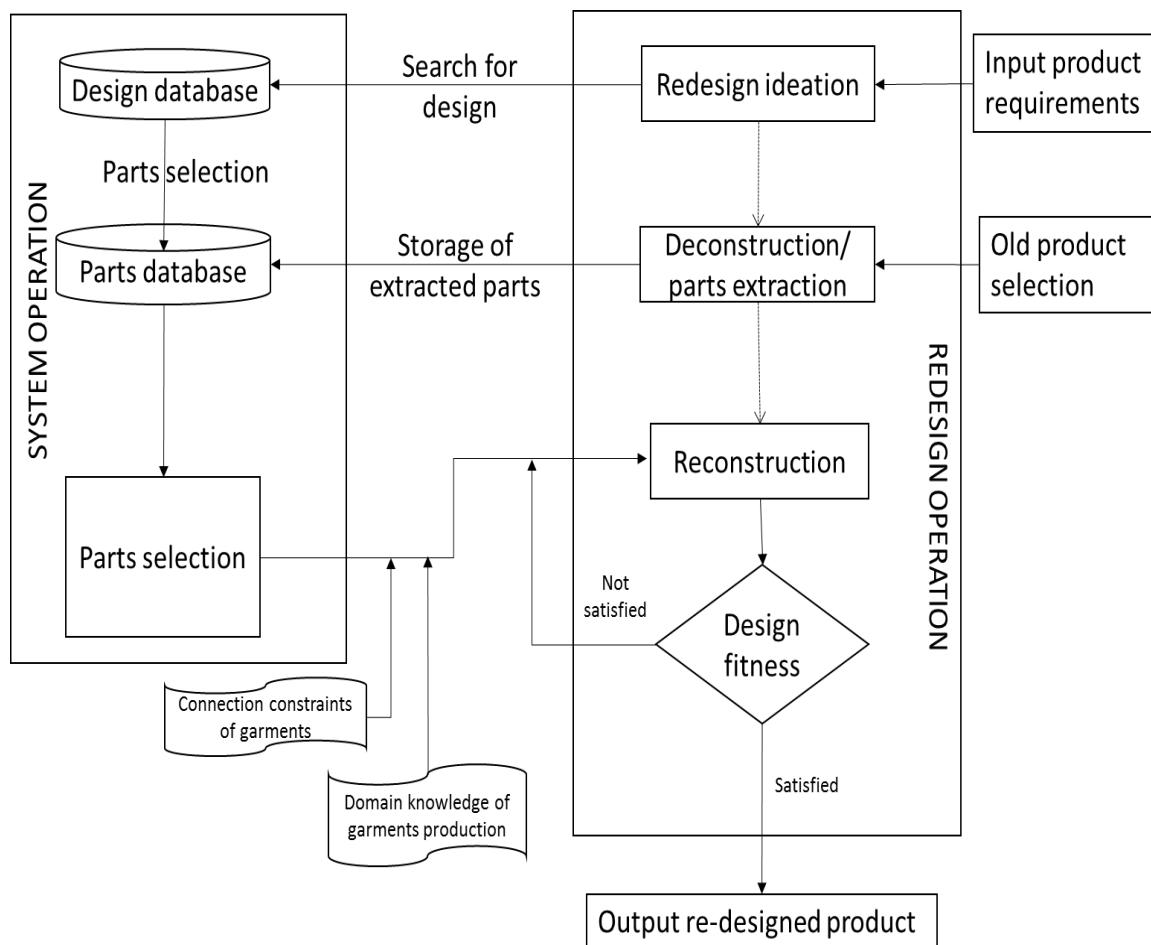 Design database
Search for
design
Redesign ideation
Input product
requirements
Parts selection
Parts database
Storage of
extracted parts
Deconstruction/
parts extraction
Old product
selection
SYSTEM OPERATION
REDESIGN OPERATION
Parts selection
Reconstruction
Not
satisfied
Design
fitness
Connection constraints
of garments
Domain knowledge of
garments production
Satisfied
Output re-designed product